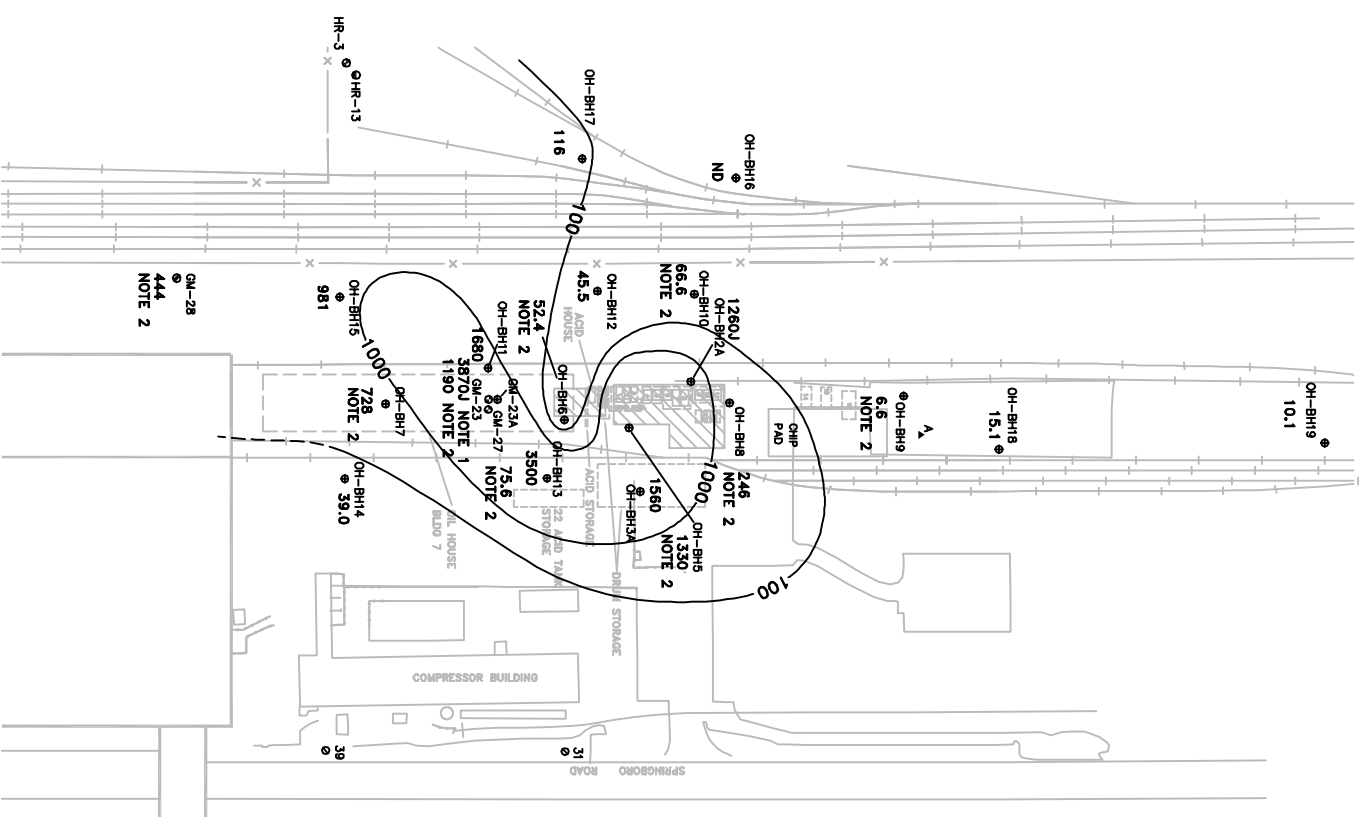 HR-3
HR-13
OH-BH17
116
OH-BH16
ND
100
GM-28
444
NOTE 2
OH-BH15
981
1000
OH-BH12
45.5
OH-BH10
66.6
NOTE 2
OH-BH2A
1260J
ACID
HOUSE
52.4
NOTE 2
OH-BH6
OH-BH11
1680
GM-23A
GM-23
3870J NOTE 1
1190 NOTE 2
GM-27
75.6
NOTE 2
OH-BH7
728
NOTE 2
OH-BH14
39.0
OH-BH13
3500
OH-BH8
246
NOTE 2
1000
CHIP
PAD
OH-BH9
6.6
NOTE 2
A
OH-BH18
15.1
OH-BH19
10.1
1560
OH-BH3A
OH-BH5
1330
NOTE 2
100
ACID STORAGE
22 ACID TANK
STORAGE
OIL HOUSE
BLDG 7
DRUM STORAGE
COMPRESSOR BUILDING
39
31
SPRINGBORO ROAD